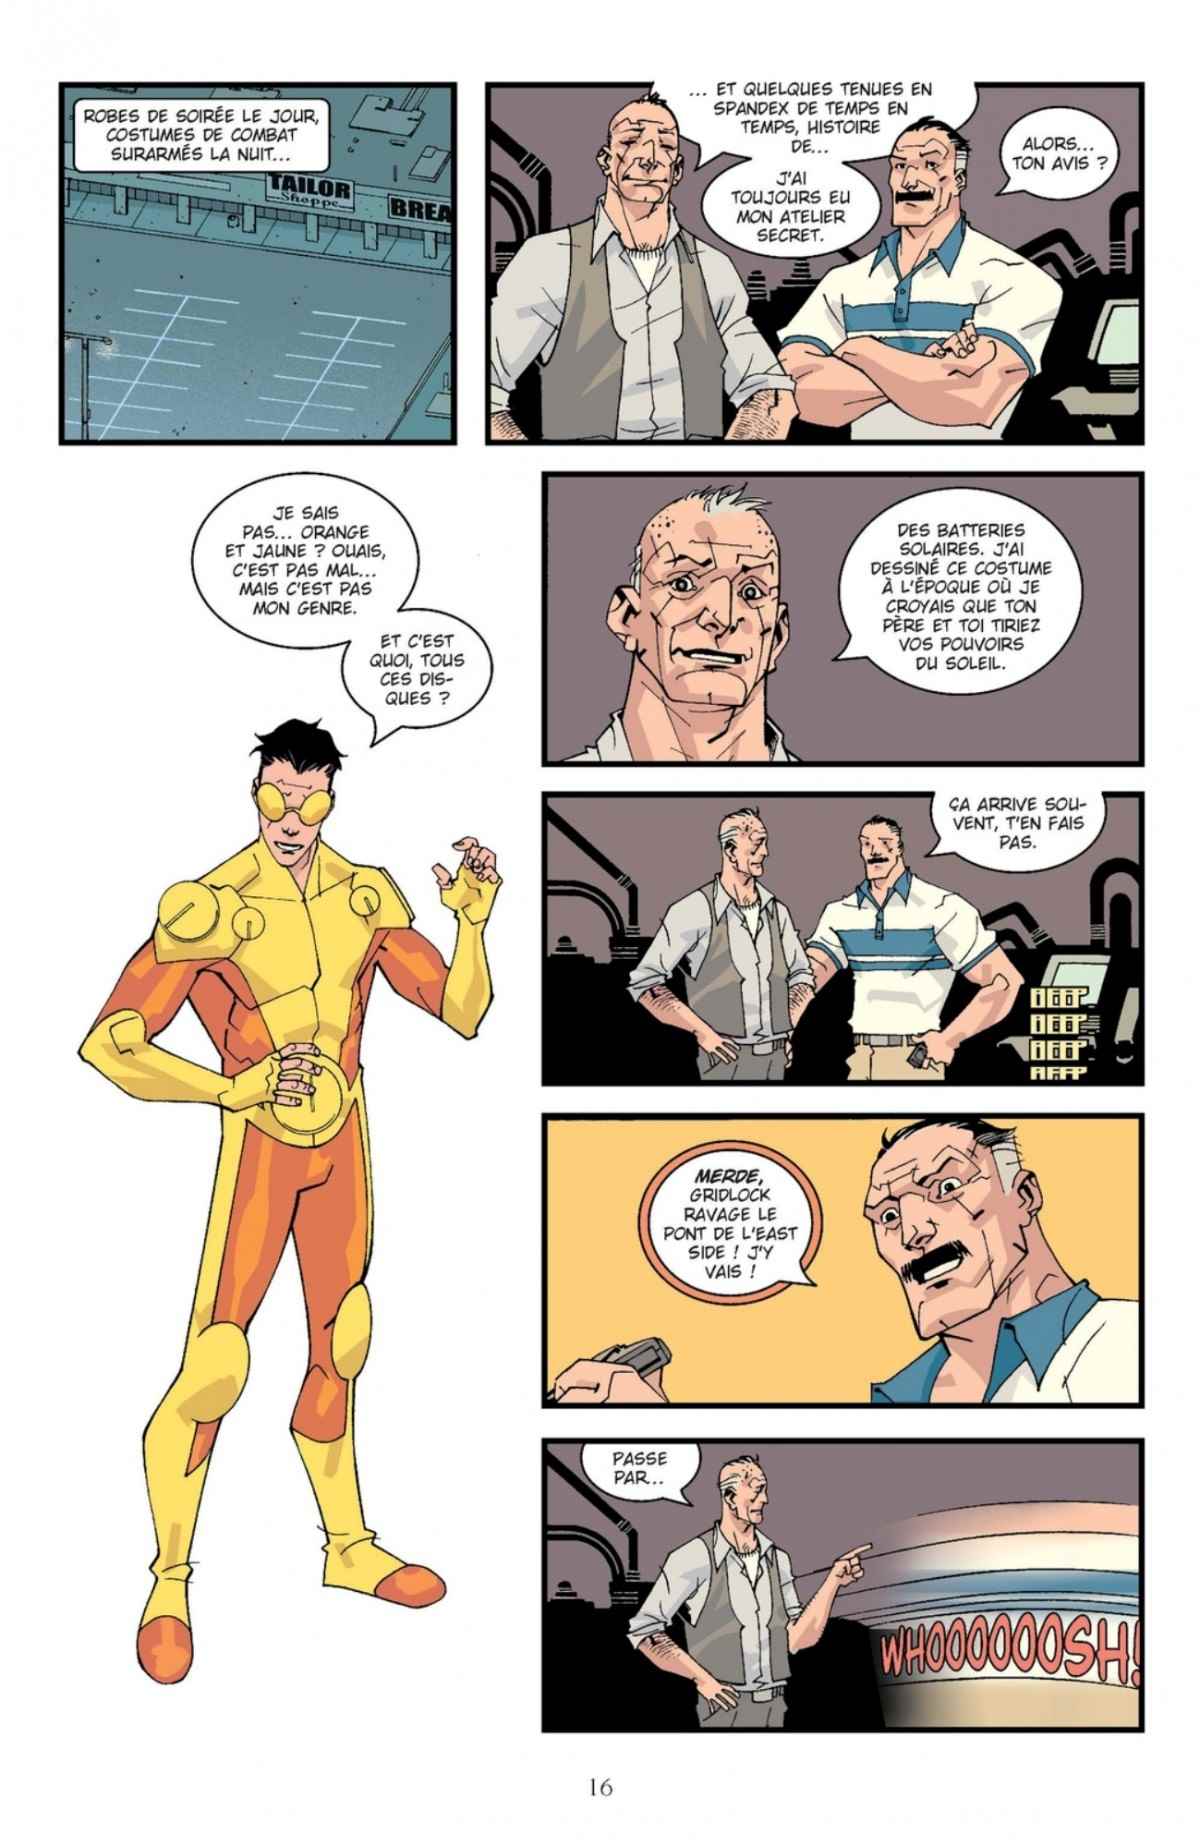 ROBES DE SOIRÉE LE JOUR,
COSTUMES DE COMBAT
SURARMÉS LA NUIT...
TAILOR
Shoppe
BREA
... ET QUELQUES TENUES EN
SPANDEX DE TEMPS EN
TEMPS, HISTOIRE
DE...
J'AI
TOUJOURS EU
MON ATELIER
SECRET.
ALORS...
TON AVIS ?
JE SAIS
PAS... ORANGE
ET JAUNE ? OUAIS,
C'EST PAS MAL...
MAIS C'EST PAS
MON GENRE.
ET C'EST
QUOI, TOUS
CES DIS-
QUES ?
DES BATTERIES
SOLAIRES. J'AI
DESSINÉ CE COSTUME
À L'ÉPOQUE OÙ JE
CROYAIS QUE TON
PÈRE ET TOI TIRIEZ
VOS POUVOIRS
DU SOLEIL.
ÇA ARRIVE SOU-
VENT, T'EN FAIS
PAS.
MERDE,
GRIDLOCK
RAVAGE LE
PONT DE L'EAST
SIDE ! J'Y
VAIS !
PASSE
PAR...
WHOOOOOOSH!
16